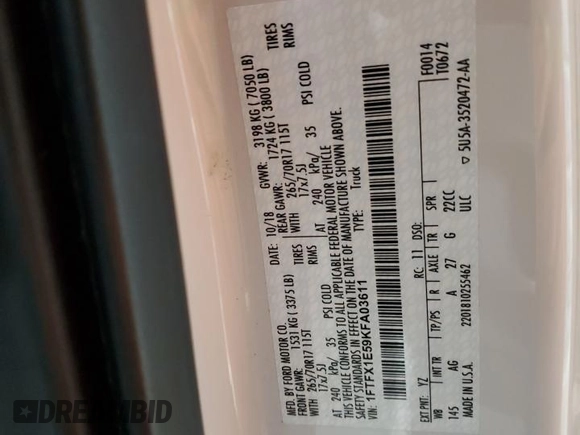 MFD BY FORD MOTOR CO.
DATE: 10/18 GVWR: 3198 KG ( 7050 LB)
FRONT GAWR: 1531 KG ( 3375 LB) REAR GAWR: 1724 KG ( 3800 LB)
WITH 265/70R17 115T TIRES WITH 265/70R17 115T TIRES
17x7.5J RIMS 17x7.5J RIMS
AT 240 kPa/ 35 PSI COLD AT 240 kPa/ 35 PSI COLD
THIS VEHICLE CONFORMS TO ALL APPLICABLE FEDERAL MOTOR VEHICLE
SAFETY STANDARDS IN EFFECT ON THE DATE OF MANUFACTURE SHOWN ABOVE.
VIN: 1FTFX1E59KFA03611 TYPE: Truck
F0014
T0672
EXT PNT: YZ RC: 11 DSO:
WB INT TR TP/PS R AXLE TR SPR
145 AG A 27 G 22CC
MADE IN U.S.A. 2201810255462 ULC
▽ 5U5A-3520472-AA
DREAMBID